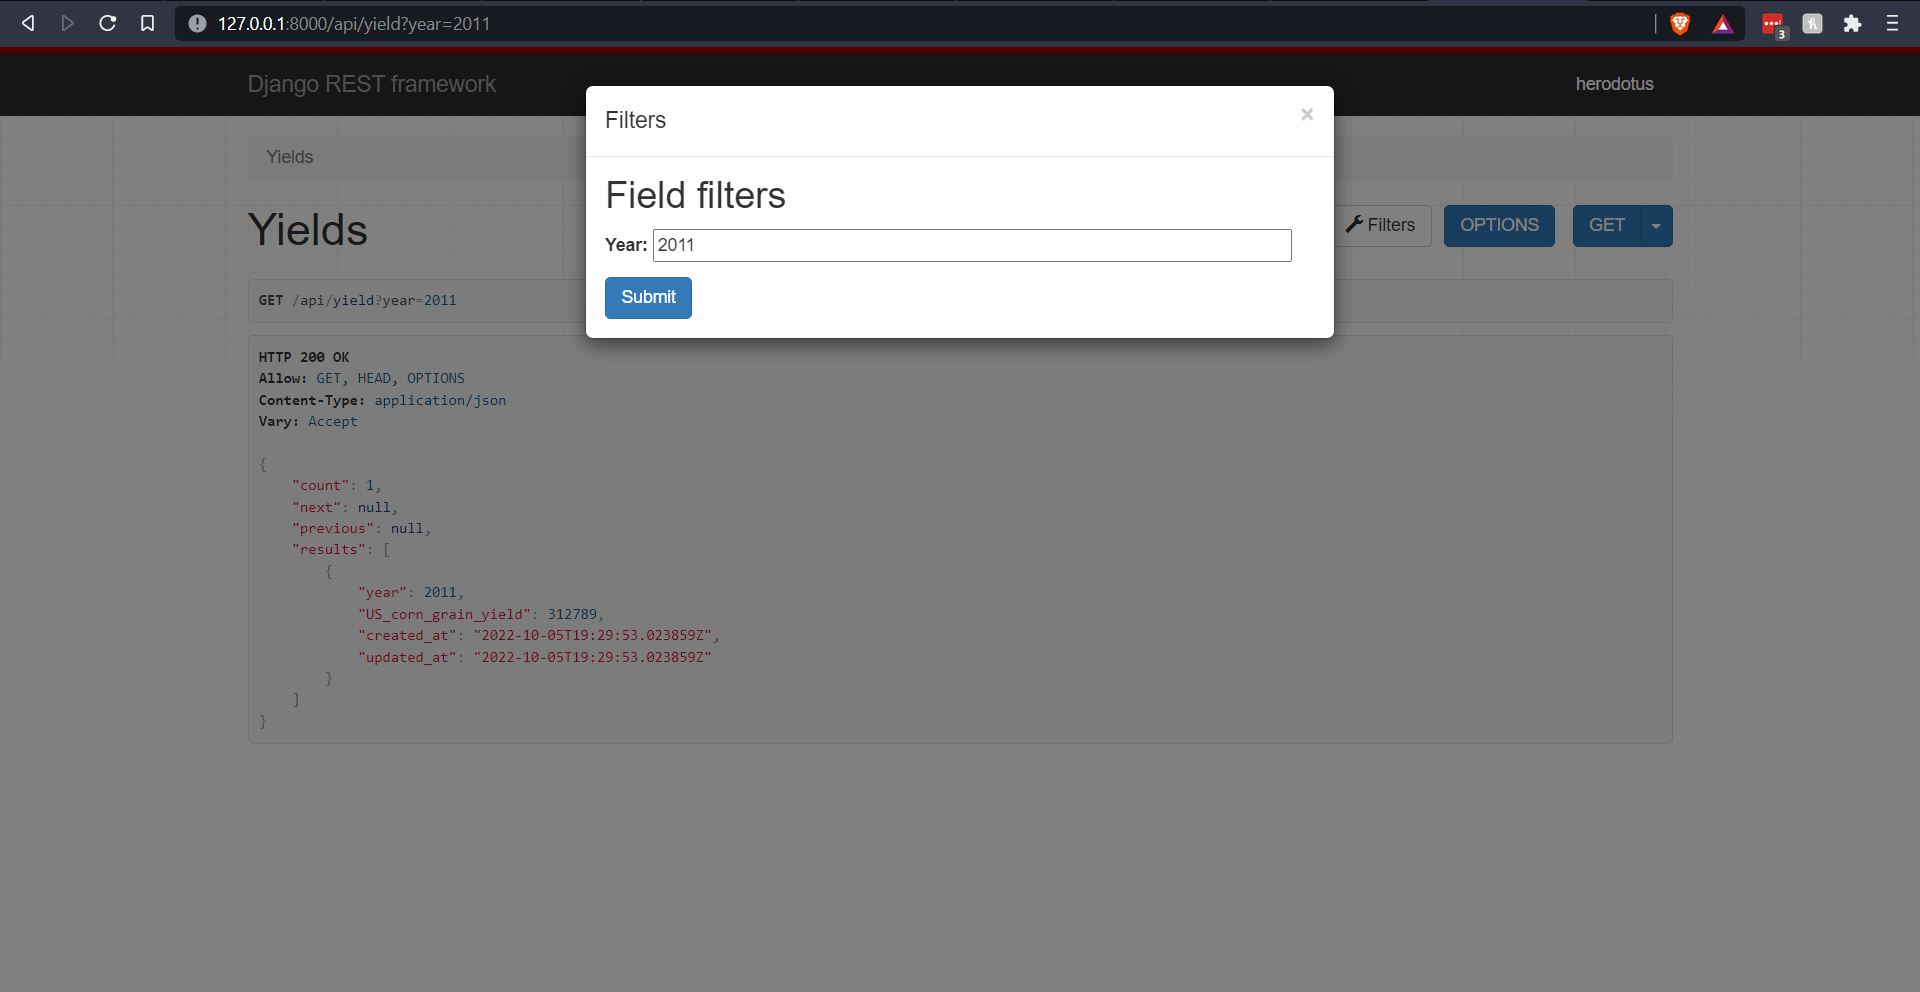 127.0.0.1:8000/api/yield?year=2011
3
Django REST framework
herodotus
Filters
×
Yields
Field filters
Yields
Filters
OPTIONS
GET
Year: 2011
Submit
GET /api/yield?year=2011
HTTP 200 OK
Allow: GET, HEAD, OPTIONS
Content-Type: application/json
Vary: Accept
{
"count": 1,
"next": null,
"previous": null,
"results": [
{
"year": 2011,
"US_corn_grain_yield": 312789,
"created_at": "2022-10-05T19:29:53.023859Z",
"updated_at": "2022-10-05T19:29:53.023859Z"
}
]
}